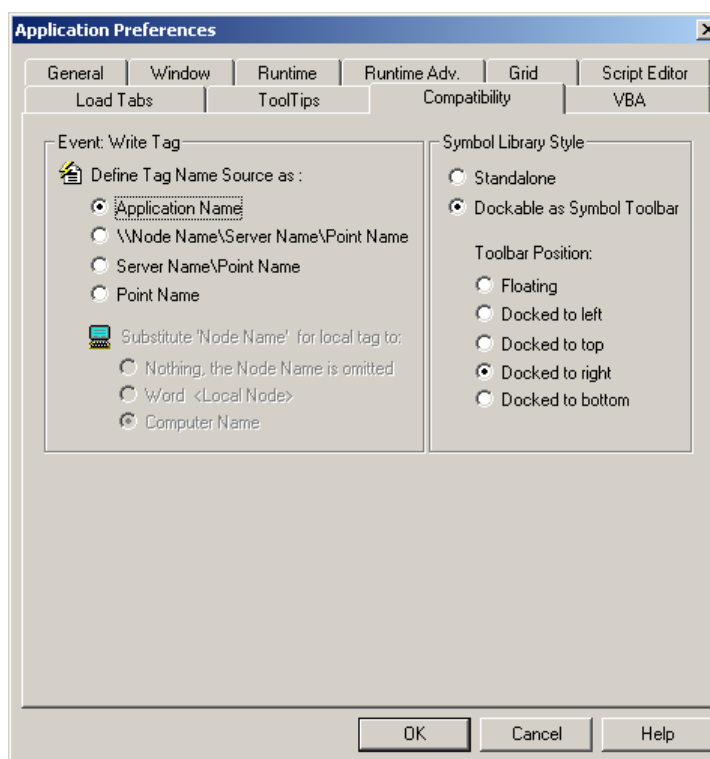 Application Preferences
General Window Runtime Runtime Adv. Grid Script Editor
Load Tabs ToolTips Compatibility VBA
Event: Write Tag
Define Tag Name Source as :
Application Name
\\Node Name\Server Name\Point Name
Server Name\Point Name
Point Name
Substitute 'Node Name' for local tag to:
Nothing, the Node Name is omitted
Word <Local Node>
Computer Name
Symbol Library Style
Standalone
Dockable as Symbol Toolbar
Toolbar Position:
Floating
Docked to left
Docked to top
Docked to right
Docked to bottom
OK Cancel Help